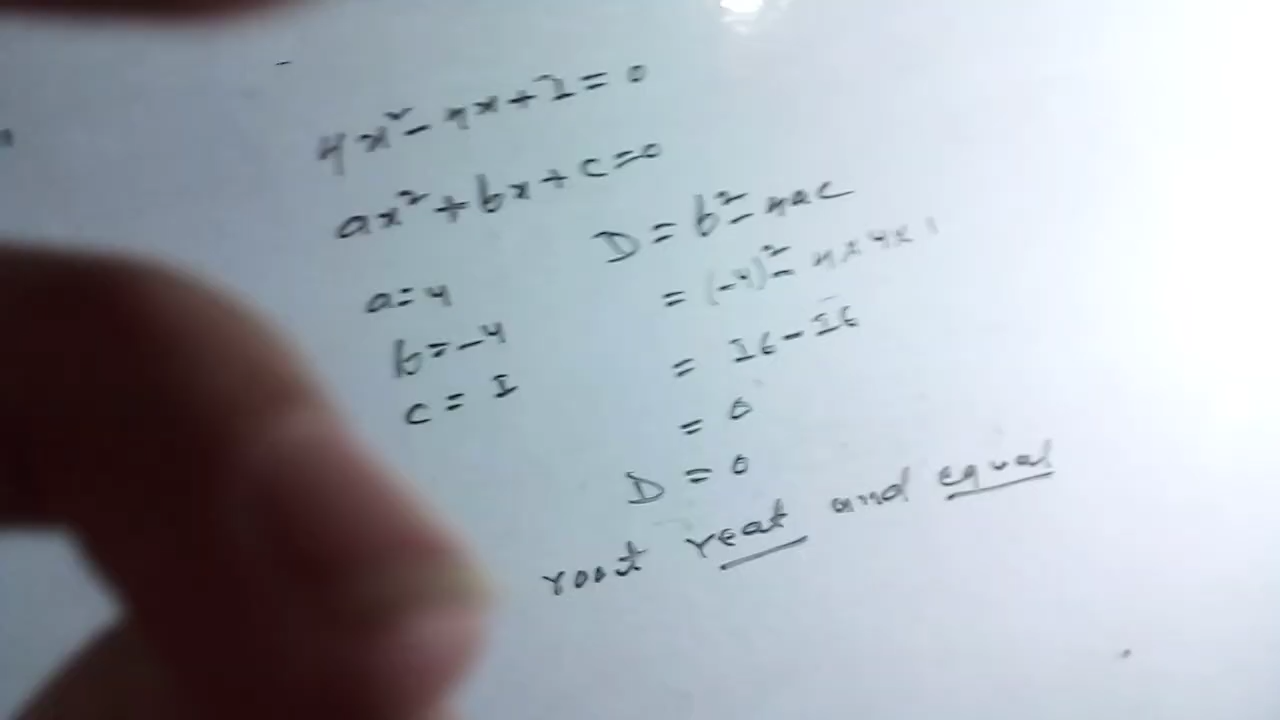 4x² - 4x + 1 = 0
ax² + bx + c = 0
D = b² - 4ac
a = 4
= (-4)² - 4 × 4 × 1
b = -4
= 16 - 16
c = 1
= 0
D = 0
root real and equal